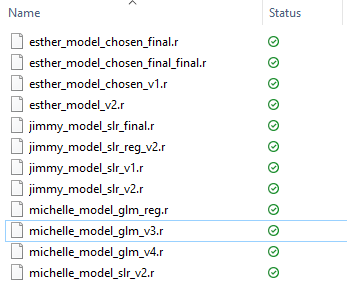 Name Status
esther_model_chosen_final.r
esther_model_chosen_final_final.r
esther_model_chosen_v1.r
esther_model_v2.r
jimmy_model_slr_final.r
jimmy_model_slr_reg_v2.r
jimmy_model_slr_v1.r
jimmy_model_slr_v2.r
michelle_model_glm_reg.r
michelle_model_glm_v3.r
michelle_model_glm_v4.r
michelle_model_slr_v2.r